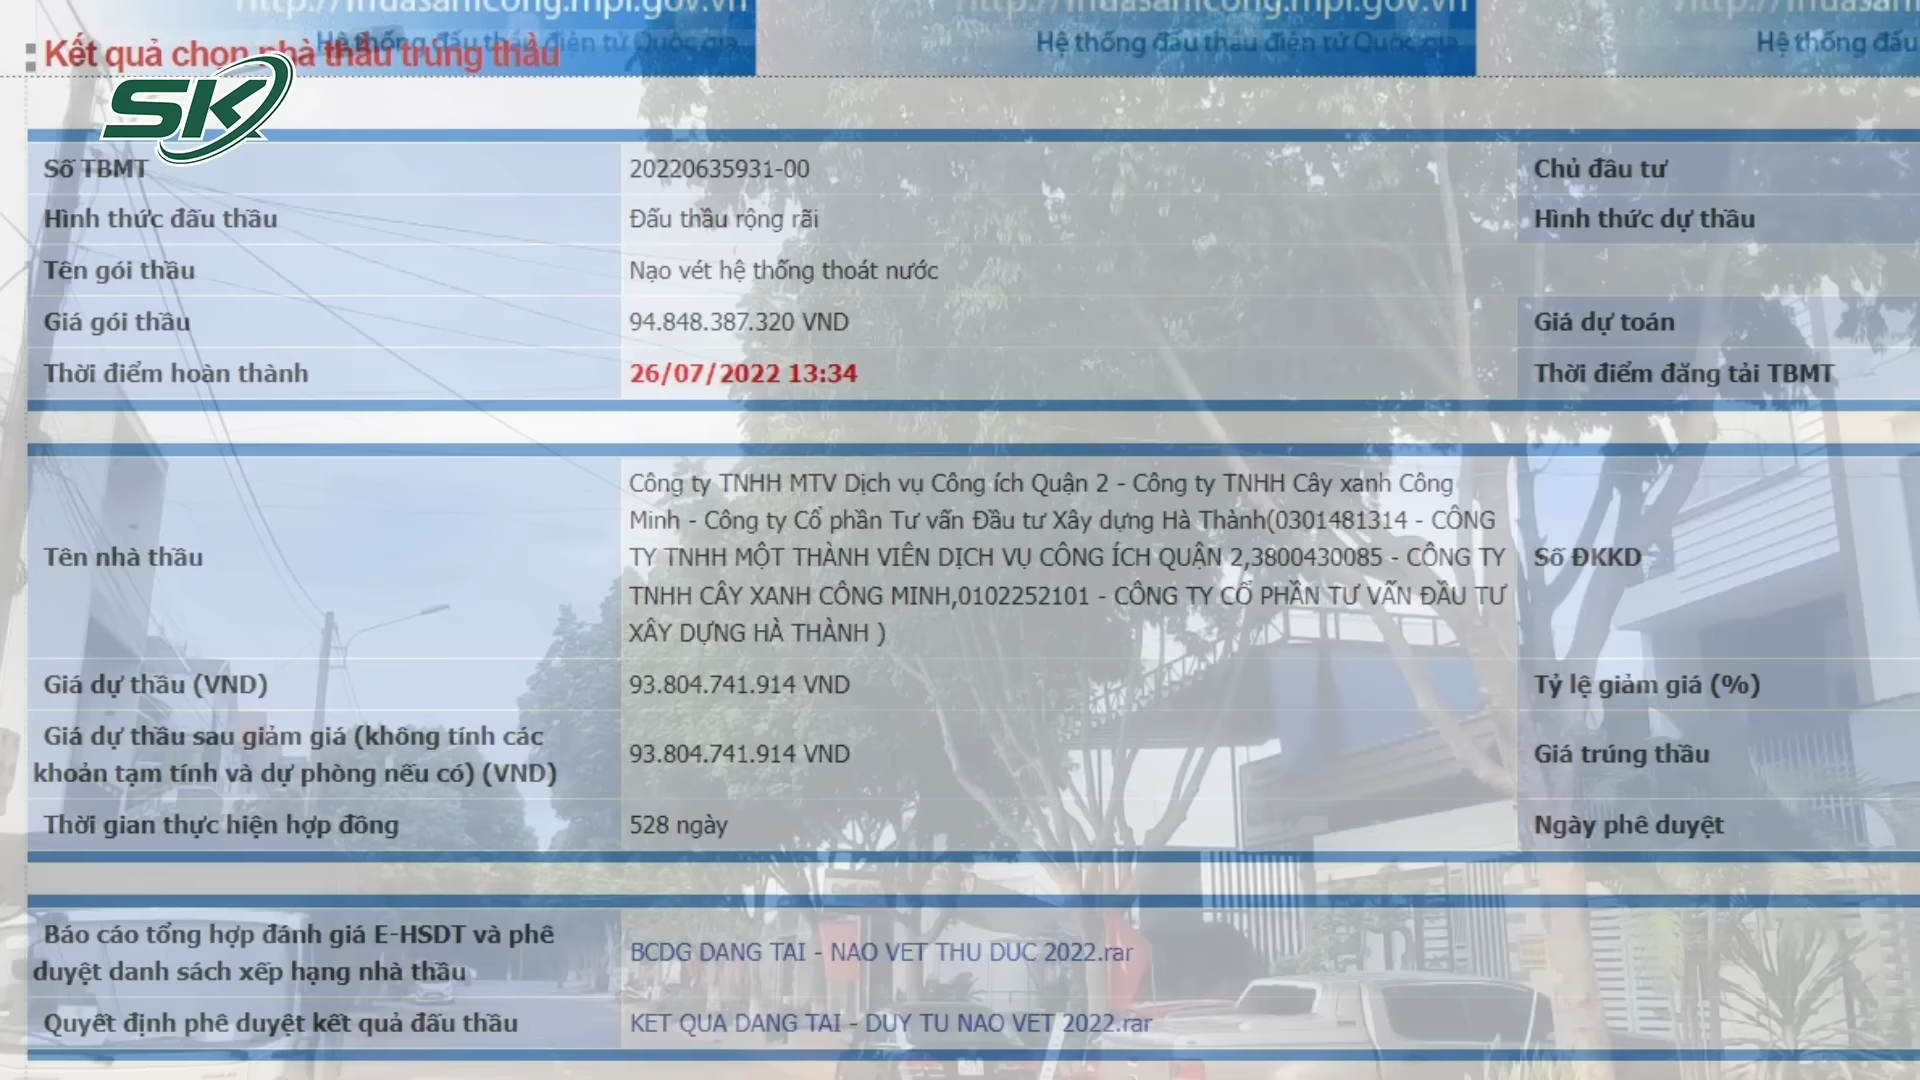 http://muasamcong.mpi.gov.vn http://muasamcong.mpi.gov.vn
Hệ thống đấu thầu điện tử Quốc gia Hệ thống đấu thầu điện tử Quốc gia Hệ thống đấu
Kết quả chọn nhà thầu trúng thầu
SK
Số TBMT 20220635931-00 Chủ đầu tư
Hình thức đấu thầu Đấu thầu rộng rãi Hình thức dự thầu
Tên gói thầu Nạo vét hệ thống thoát nước
Giá gói thầu 94.848.387.320 VND Giá dự toán
Thời điểm hoàn thành 26/07/2022 13:34 Thời điểm đăng tải TBMT
Công ty TNHH MTV Dịch vụ Công ích Quận 2 - Công ty TNHH Cây xanh Công
Minh - Công ty Cổ phần Tư vấn Đầu tư Xây dựng Hà Thành(0301481314 - CÔNG
Tên nhà thầu TY TNHH MỘT THÀNH VIÊN DỊCH VỤ CÔNG ÍCH QUẬN 2,3800430085 - CÔNG TY Số ĐKKD
TNHH CÂY XANH CÔNG MINH,0102252101 - CÔNG TY CỔ PHẦN TƯ VẤN ĐẦU TƯ
XÂY DỰNG HÀ THÀNH )
Giá dự thầu (VND) 93.804.741.914 VND Tỷ lệ giảm giá (%)
Giá dự thầu sau giảm giá (không tính các
khoản tạm tính và dự phòng nếu có) (VND) 93.804.741.914 VND Giá trúng thầu
Thời gian thực hiện hợp đồng 528 ngày Ngày phê duyệt
Báo cáo tổng hợp đánh giá E-HSDT và phê
duyệt danh sách xếp hạng nhà thầu BCDG DANG TAI - NAO VET THU DUC 2022.rar
Quyết định phê duyệt kết quả đấu thầu KET QUA DANG TAI - DUY TU NAO VET 2022.rar